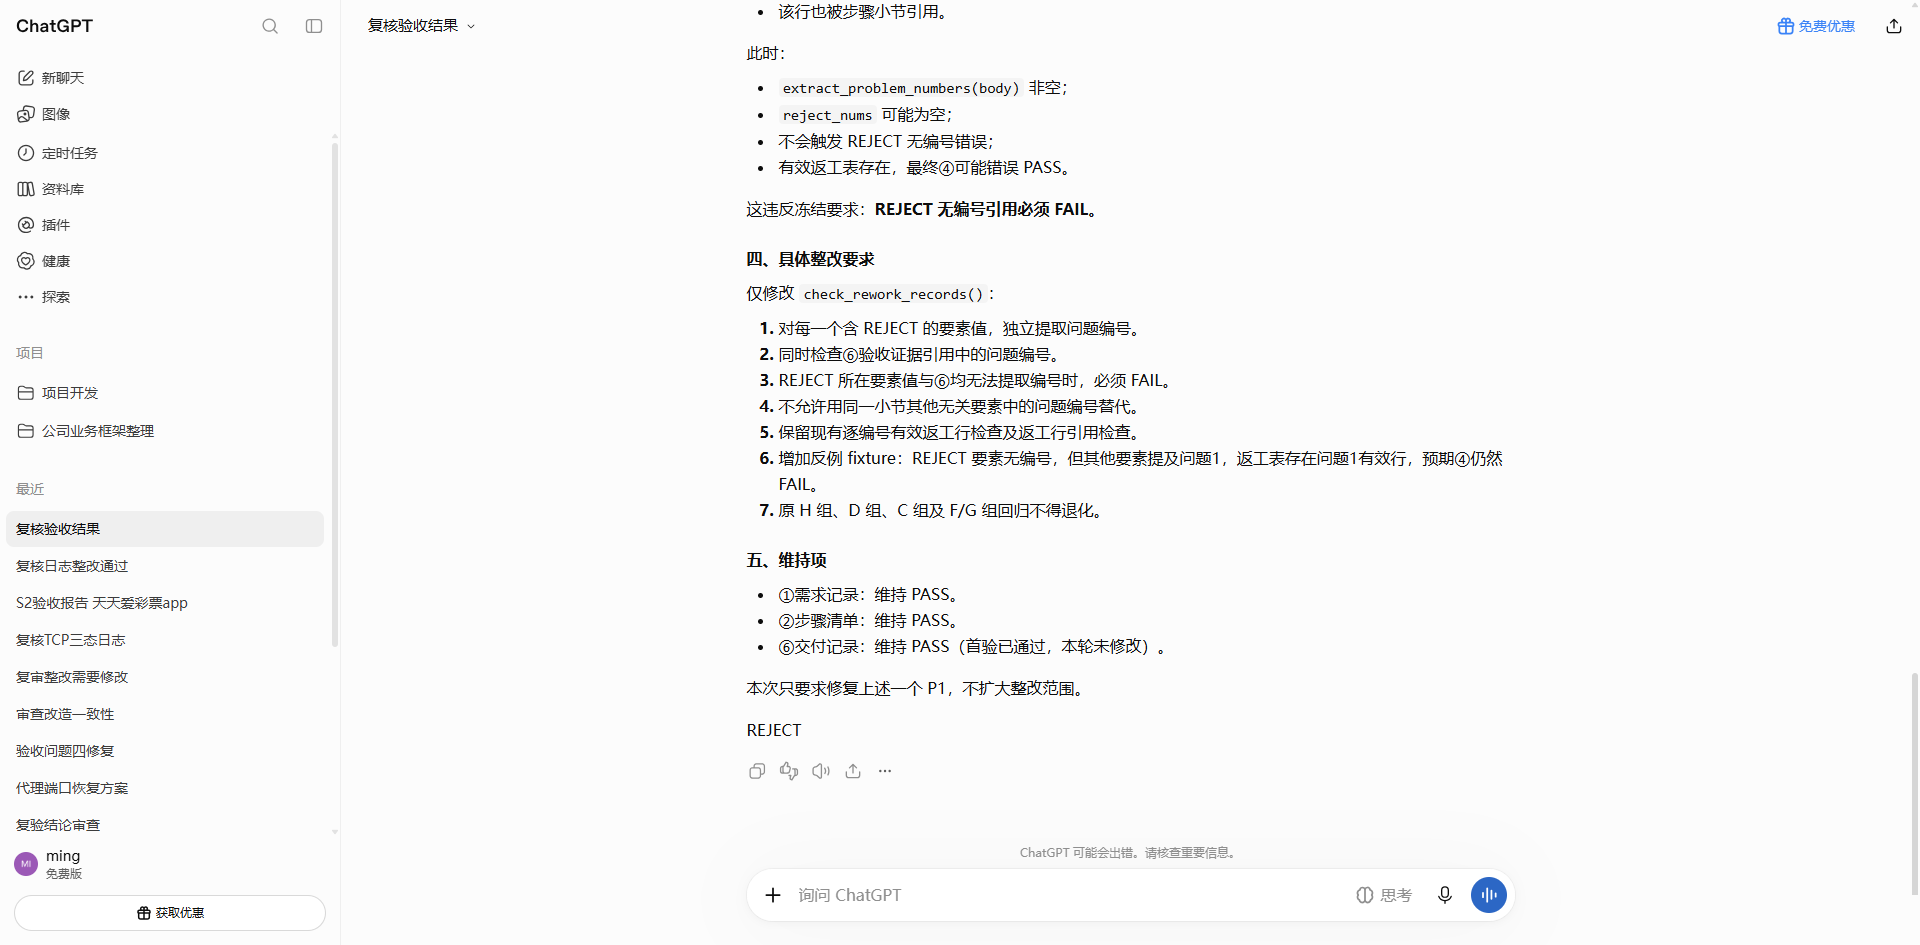 ChatGPT
新聊天
图像
定时任务
资料库
插件
健康
探索
项目
项目开发
公司业务框架整理
最近
复核验收结果
复核日志整改通过
S2验收报告 天天爱彩票app
复核TCP三态日志
复审整改需要修改
审查改造一致性
验收问题四修复
代理端口恢复方案
复验结论审查
MI
ming
免费版
获取优惠
复核验收结果
免费优惠
• 该行也被步骤小节引用。
此时：
• extract_problem_numbers(body) 非空；
• reject_nums 可能为空；
• 不会触发 REJECT 无编号错误；
• 有效返工表存在，最终④可能错误 PASS。
这违反冻结要求：REJECT 无编号引用必须 FAIL。
四、具体整改要求
仅修改 check_rework_records()：
1. 对每一个含 REJECT 的要素值，独立提取问题编号。
2. 同时检查⑥验收证据引用中的问题编号。
3. REJECT 所在要素值与⑥均无法提取编号时，必须 FAIL。
4. 不允许用同一小节其他无关要素中的问题编号替代。
5. 保留现有逐编号有效返工行检查及返工行引用检查。
6. 增加反例 fixture：REJECT 要素无编号，但其他要素提及问题1，返工表存在问题1有效行，预期④仍然
FAIL。
7. 原 H 组、D 组、C 组及 F/G 组回归不得退化。
五、维持项
• ①需求记录：维持 PASS。
• ②步骤清单：维持 PASS。
• ⑥交付记录：维持 PASS（首验已通过，本轮未修改）。
本次只要求修复上述一个 P1，不扩大整改范围。
REJECT
ChatGPT 可能会出错。请核查重要信息。
询问 ChatGPT
思考